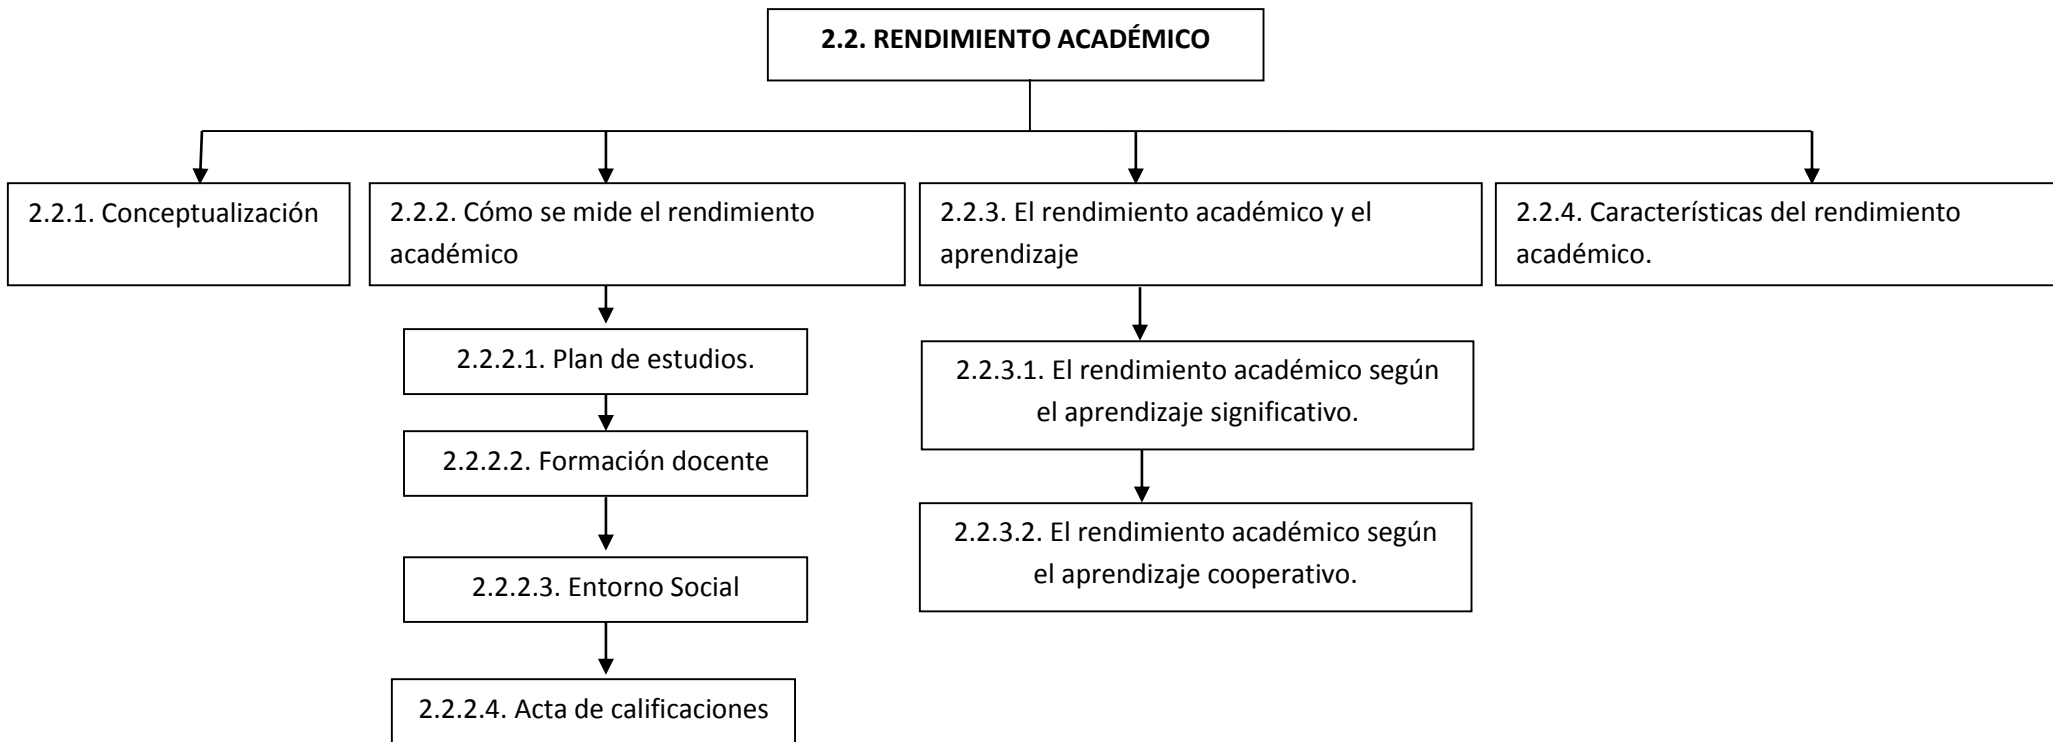 2.2. RENDIMIENTO ACADÉMICO
2.2.1. Conceptualización
2.2.2. Cómo se mide el rendimiento
académico
2.2.3. El rendimiento académico y el
aprendizaje
2.2.4. Características del rendimiento
académico.
2.2.2.1. Plan de estudios.
2.2.2.2. Formación docente
2.2.2.3. Entorno Social
2.2.2.4. Acta de calificaciones
2.2.3.1. El rendimiento académico según
el aprendizaje significativo.
2.2.3.2. El rendimiento académico según
el aprendizaje cooperativo.